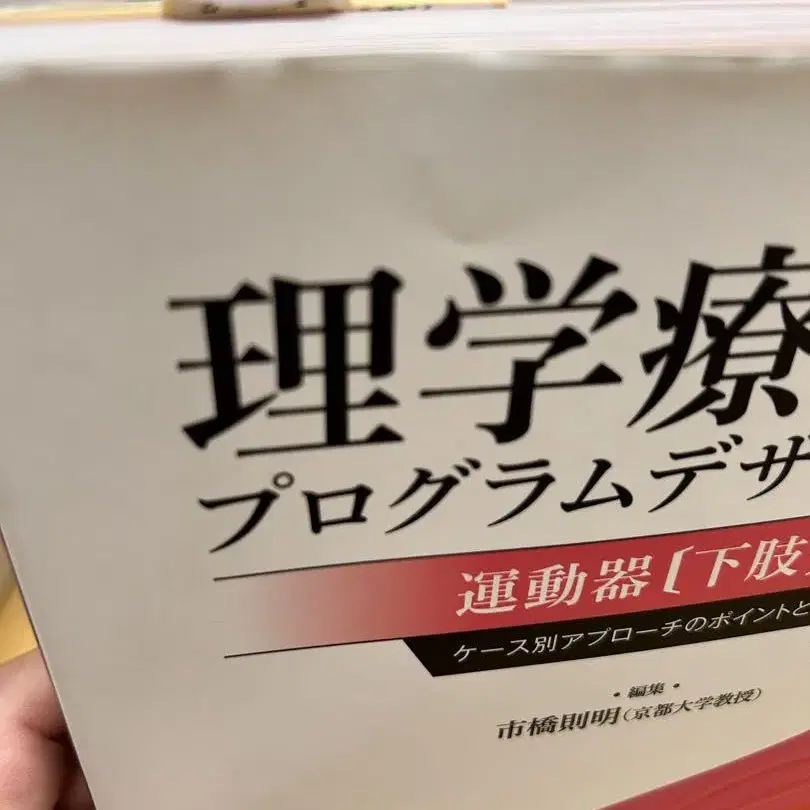 理学療
プログラムデザ
運動器〔下肢
ケース別アプローチのポイントと
・編集・
市橋則明(京都大学教授)